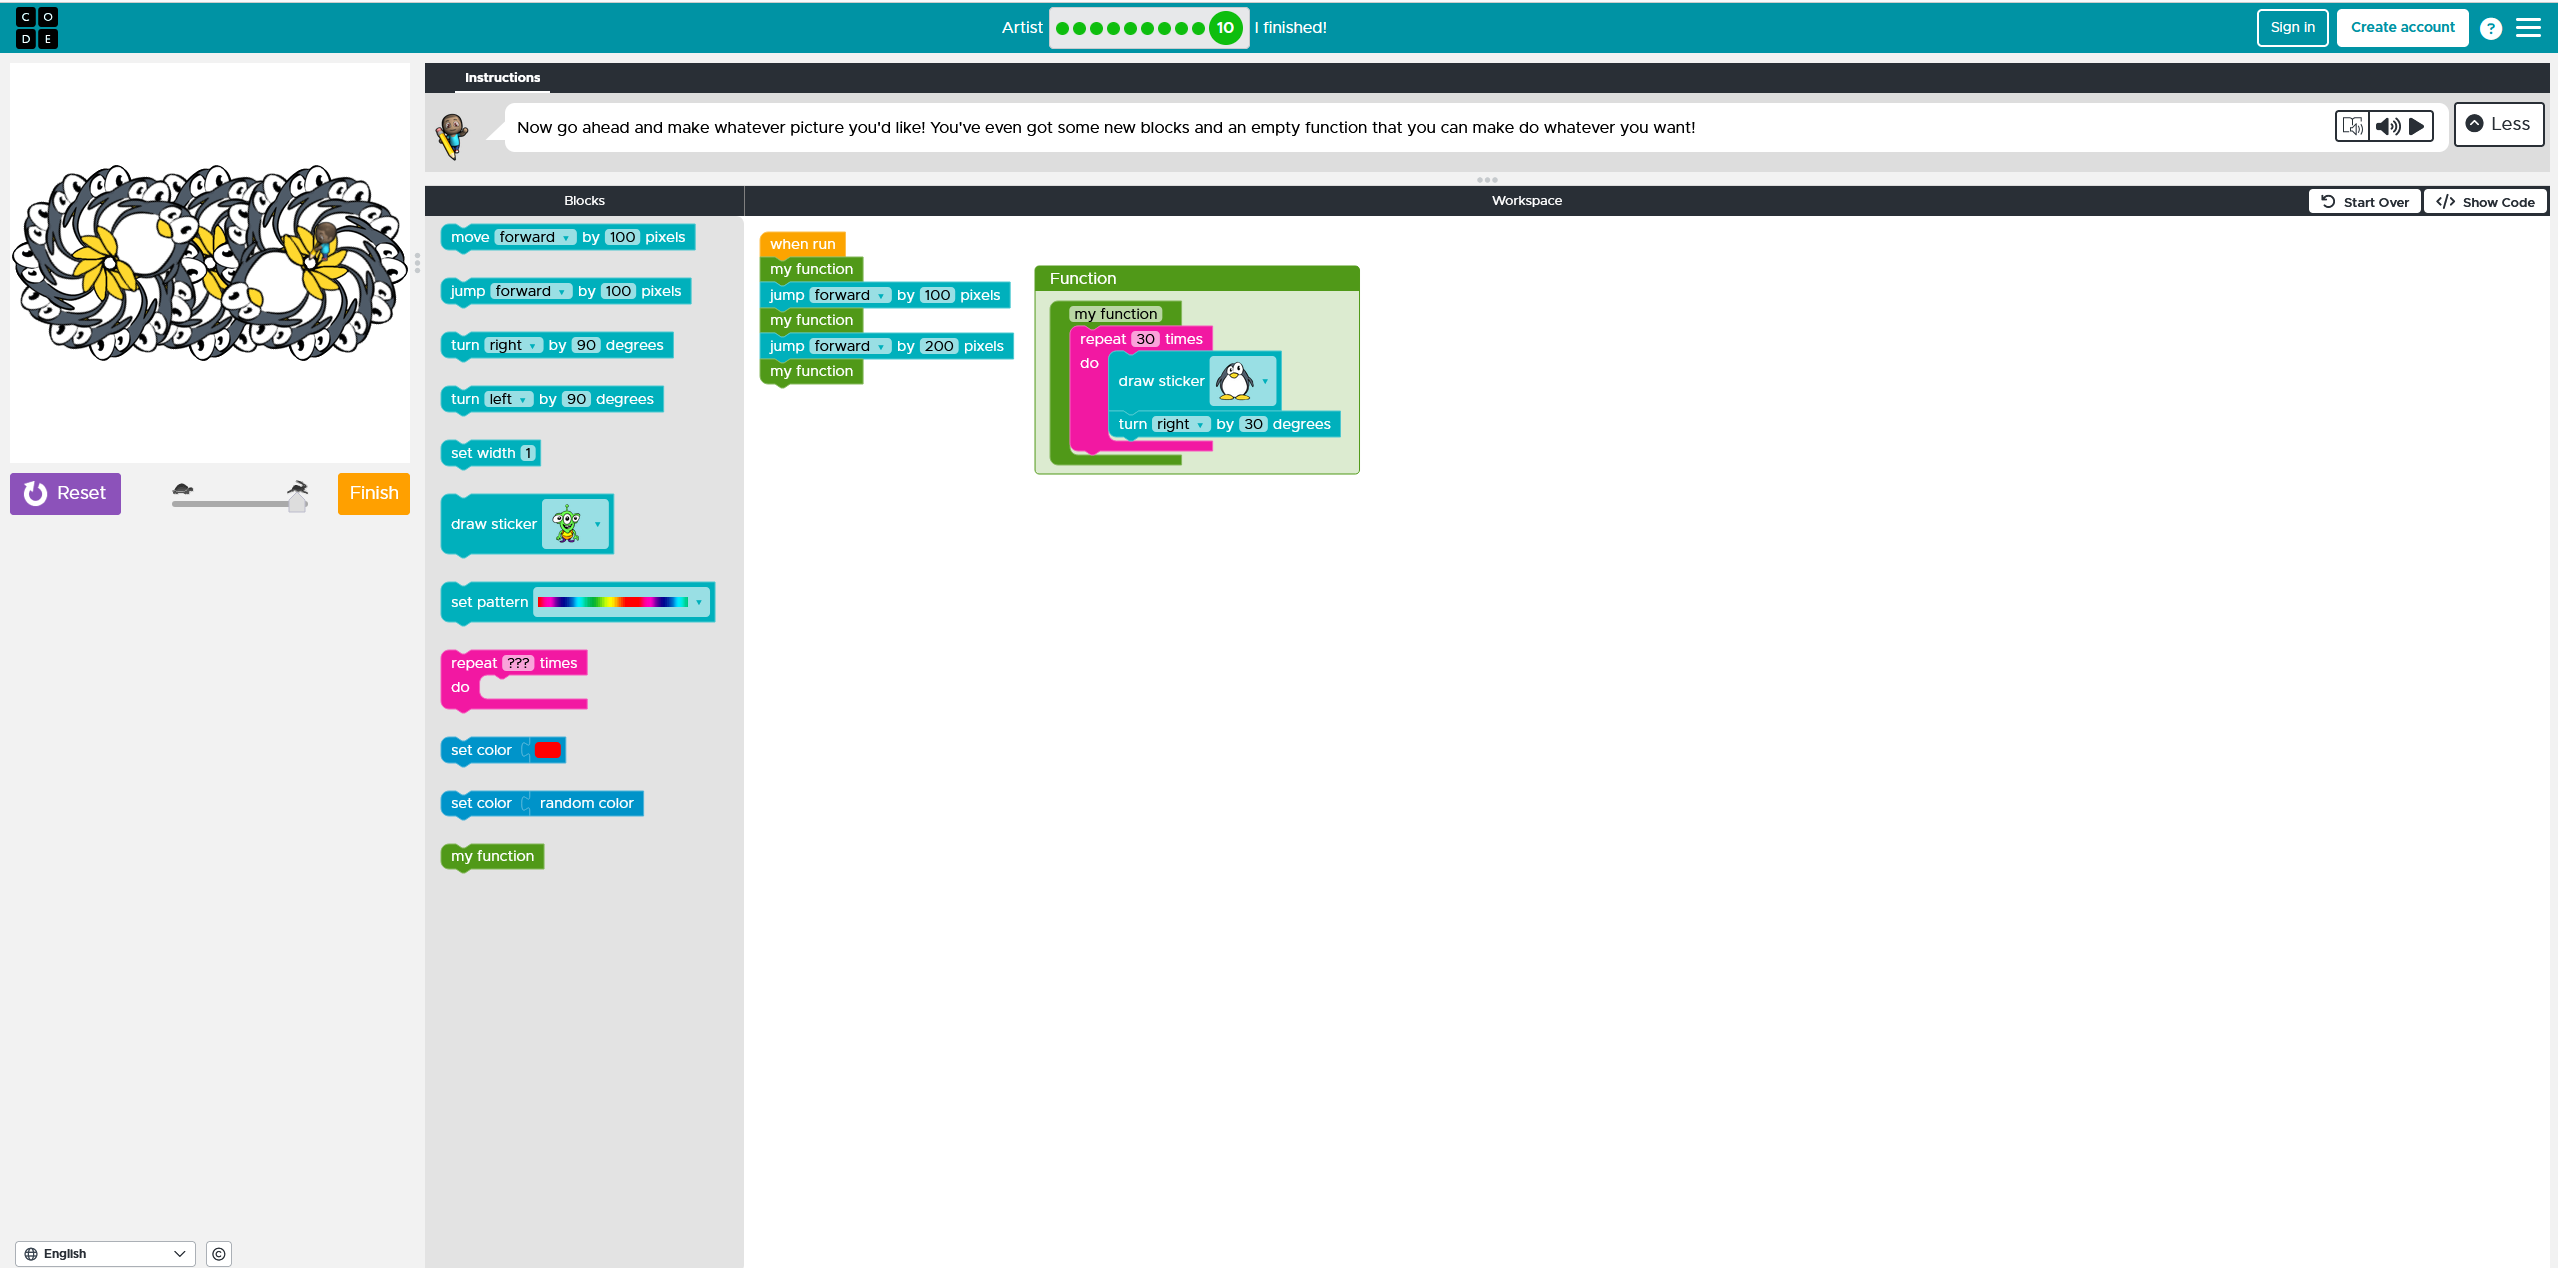 C O
D E
Artist 10 I finished!
Sign in
Create account
?
Instructions
Now go ahead and make whatever picture you'd like! You've even got some new blocks and an empty function that you can make do whatever you want!
Less
Blocks
Workspace
Start Over
</> Show Code
move forward by 100 pixels
jump forward by 100 pixels
turn right by 90 degrees
turn left by 90 degrees
set width 1
draw sticker
set pattern
repeat ??? times
do
set color
set color random color
my function
when run
my function
jump forward by 100 pixels
my function
jump forward by 200 pixels
my function
Function
my function
repeat 30 times
do
draw sticker
turn right by 30 degrees
Reset
Finish
English
©